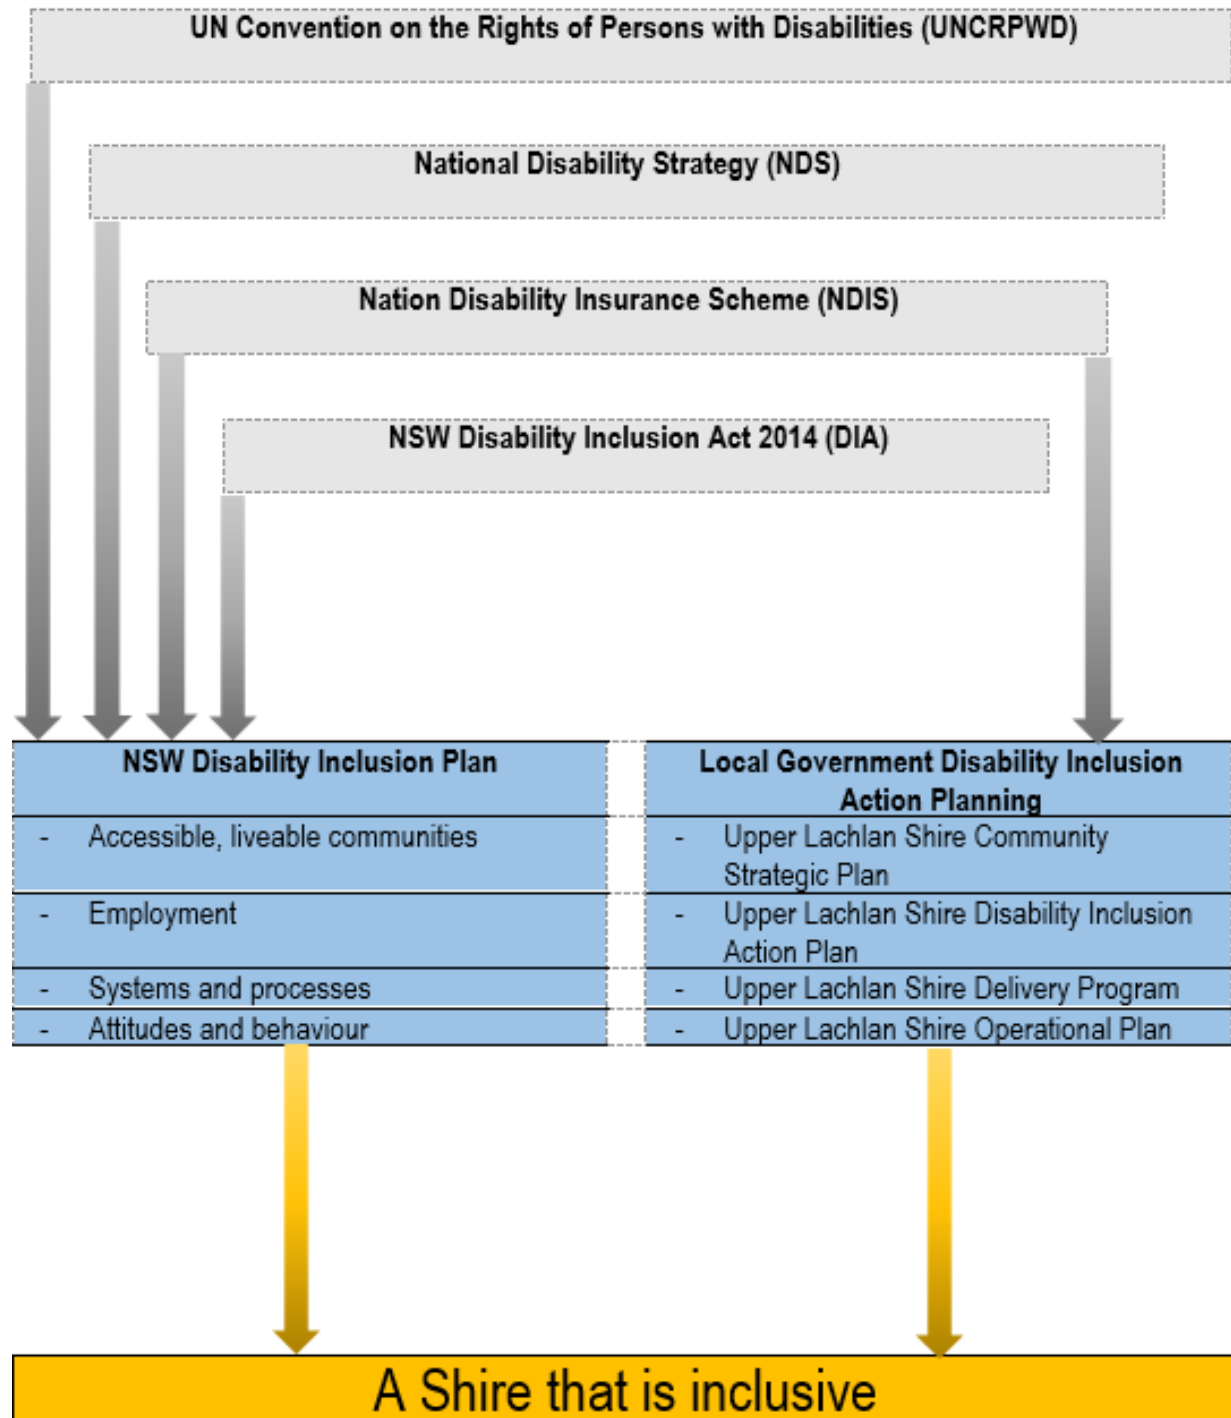 UN Convention on the Rights of Persons with Disabilities (UNCRPWD)
National Disability Strategy (NDS)
Nation Disability Insurance Scheme (NDIS)
NSW Disability Inclusion Act 2014 (DIA)
NSW Disability Inclusion Plan
- Accessible, liveable communities
- Employment
- Systems and processes
- Attitudes and behaviour
Local Government Disability Inclusion
Action Planning
- Upper Lachlan Shire Community
Strategic Plan
- Upper Lachlan Shire Disability Inclusion
Action Plan
- Upper Lachlan Shire Delivery Program
- Upper Lachlan Shire Operational Plan
A Shire that is inclusive